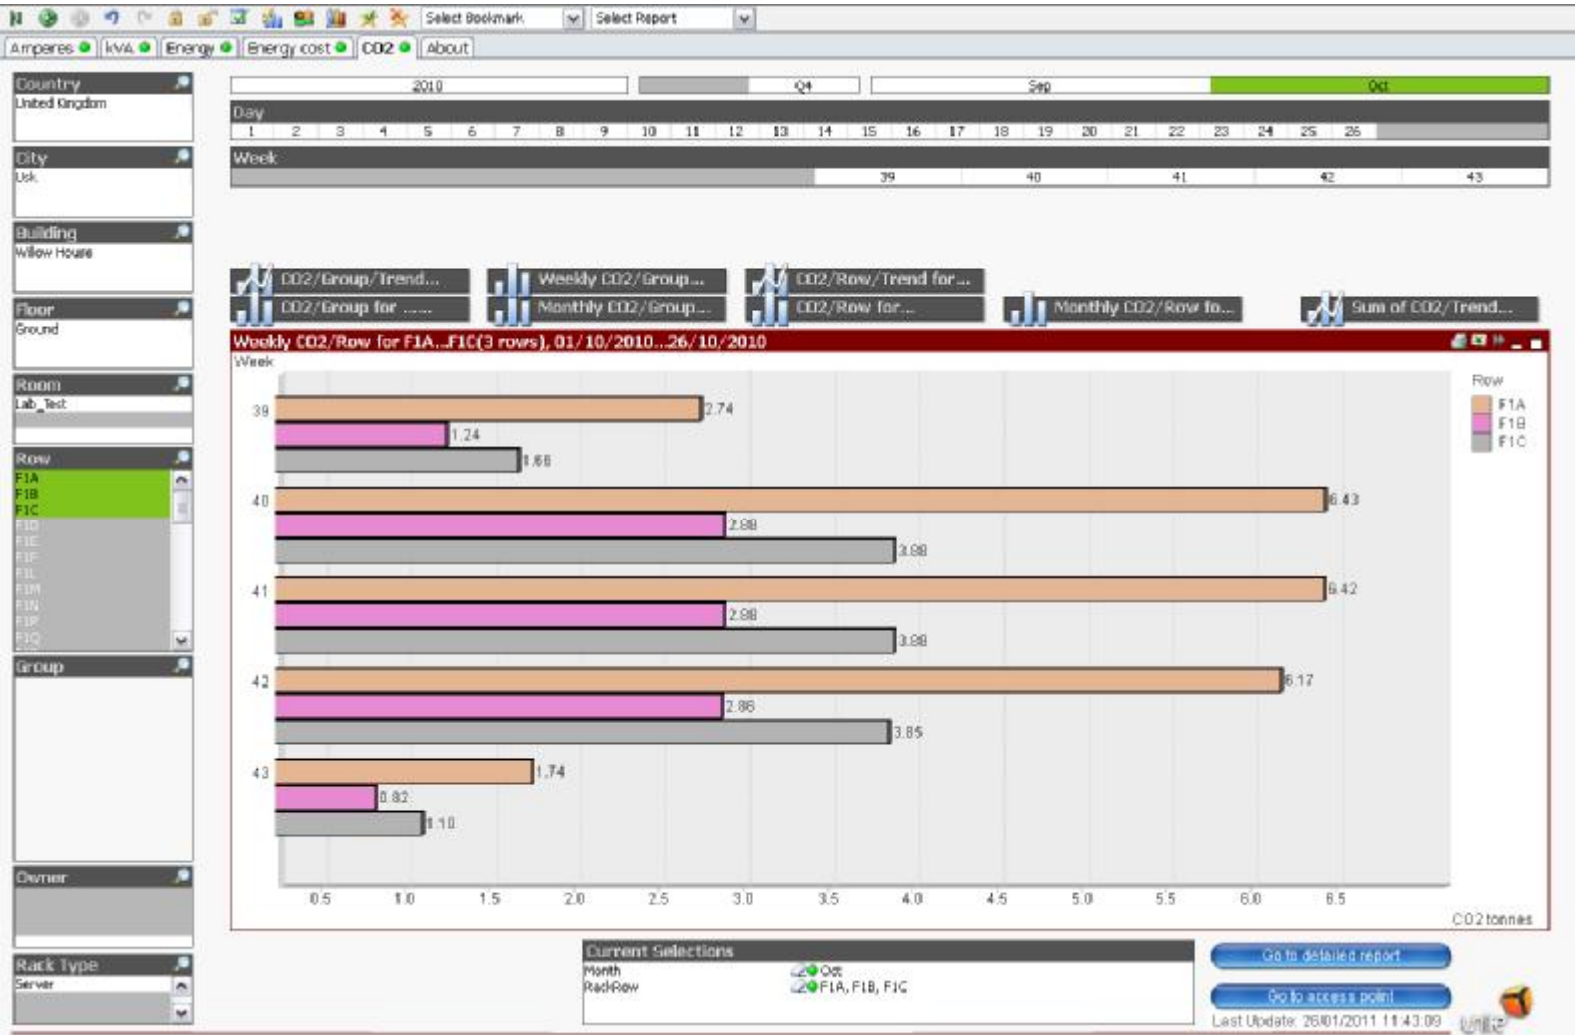 Select Bookmark Select Report
Amperes kVA Energy Energy cost CO2 About
Country
United Kingdom
2010 Q4 Sep Oct
Day
1 2 3 4 5 6 7 8 9 10 11 12 13 14 15 16 17 18 19 20 21 22 23 24 25 26
City
Usk
Week
39 40 41 42 43
Building
Willow House
CO2/Group/Trend... Weekly CO2/Group... CO2/Row/Trend for...
CO2/Group for ...... Monthly CO2/Group... CO2/Row for... Monthly CO2/Row fo... Sum of CO2/Trend...
Floor
Ground
Room
Lab_Test
Row
F1A
F1B
F1C
F1D
F1E
F1F
F1L
F1M
F1N
F1P
F1Q
Group
Owner
Rack Type
Server
Weekly CO2/Row for F1A...F1C(3 rows), 01/10/2010...26/10/2010
Week
Row
F1A
F1B
F1C
39
2.74
1.24
1.66
40
6.43
2.88
3.88
41
6.42
2.88
3.88
42
6.17
2.86
3.85
43
1.74
0.82
1.10
0.5 1.0 1.5 2.0 2.5 3.0 3.5 4.0 4.5 5.0 5.5 6.0 6.5
CO2 tonnes
Current Selections
Month Oct
RackRow F1A, F1B, F1C
Go to detailed report
Go to access point
Last Update: 26/01/2011 11:43:09